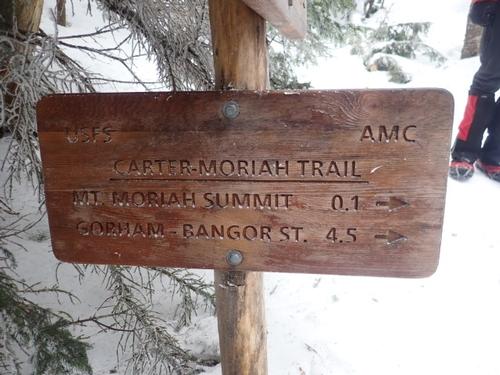 USFS AMC
CARTER-MORIAH TRAIL
MT. MORIAH SUMMIT 0.1 →
GORHAM - BANGOR ST. 4.5 →